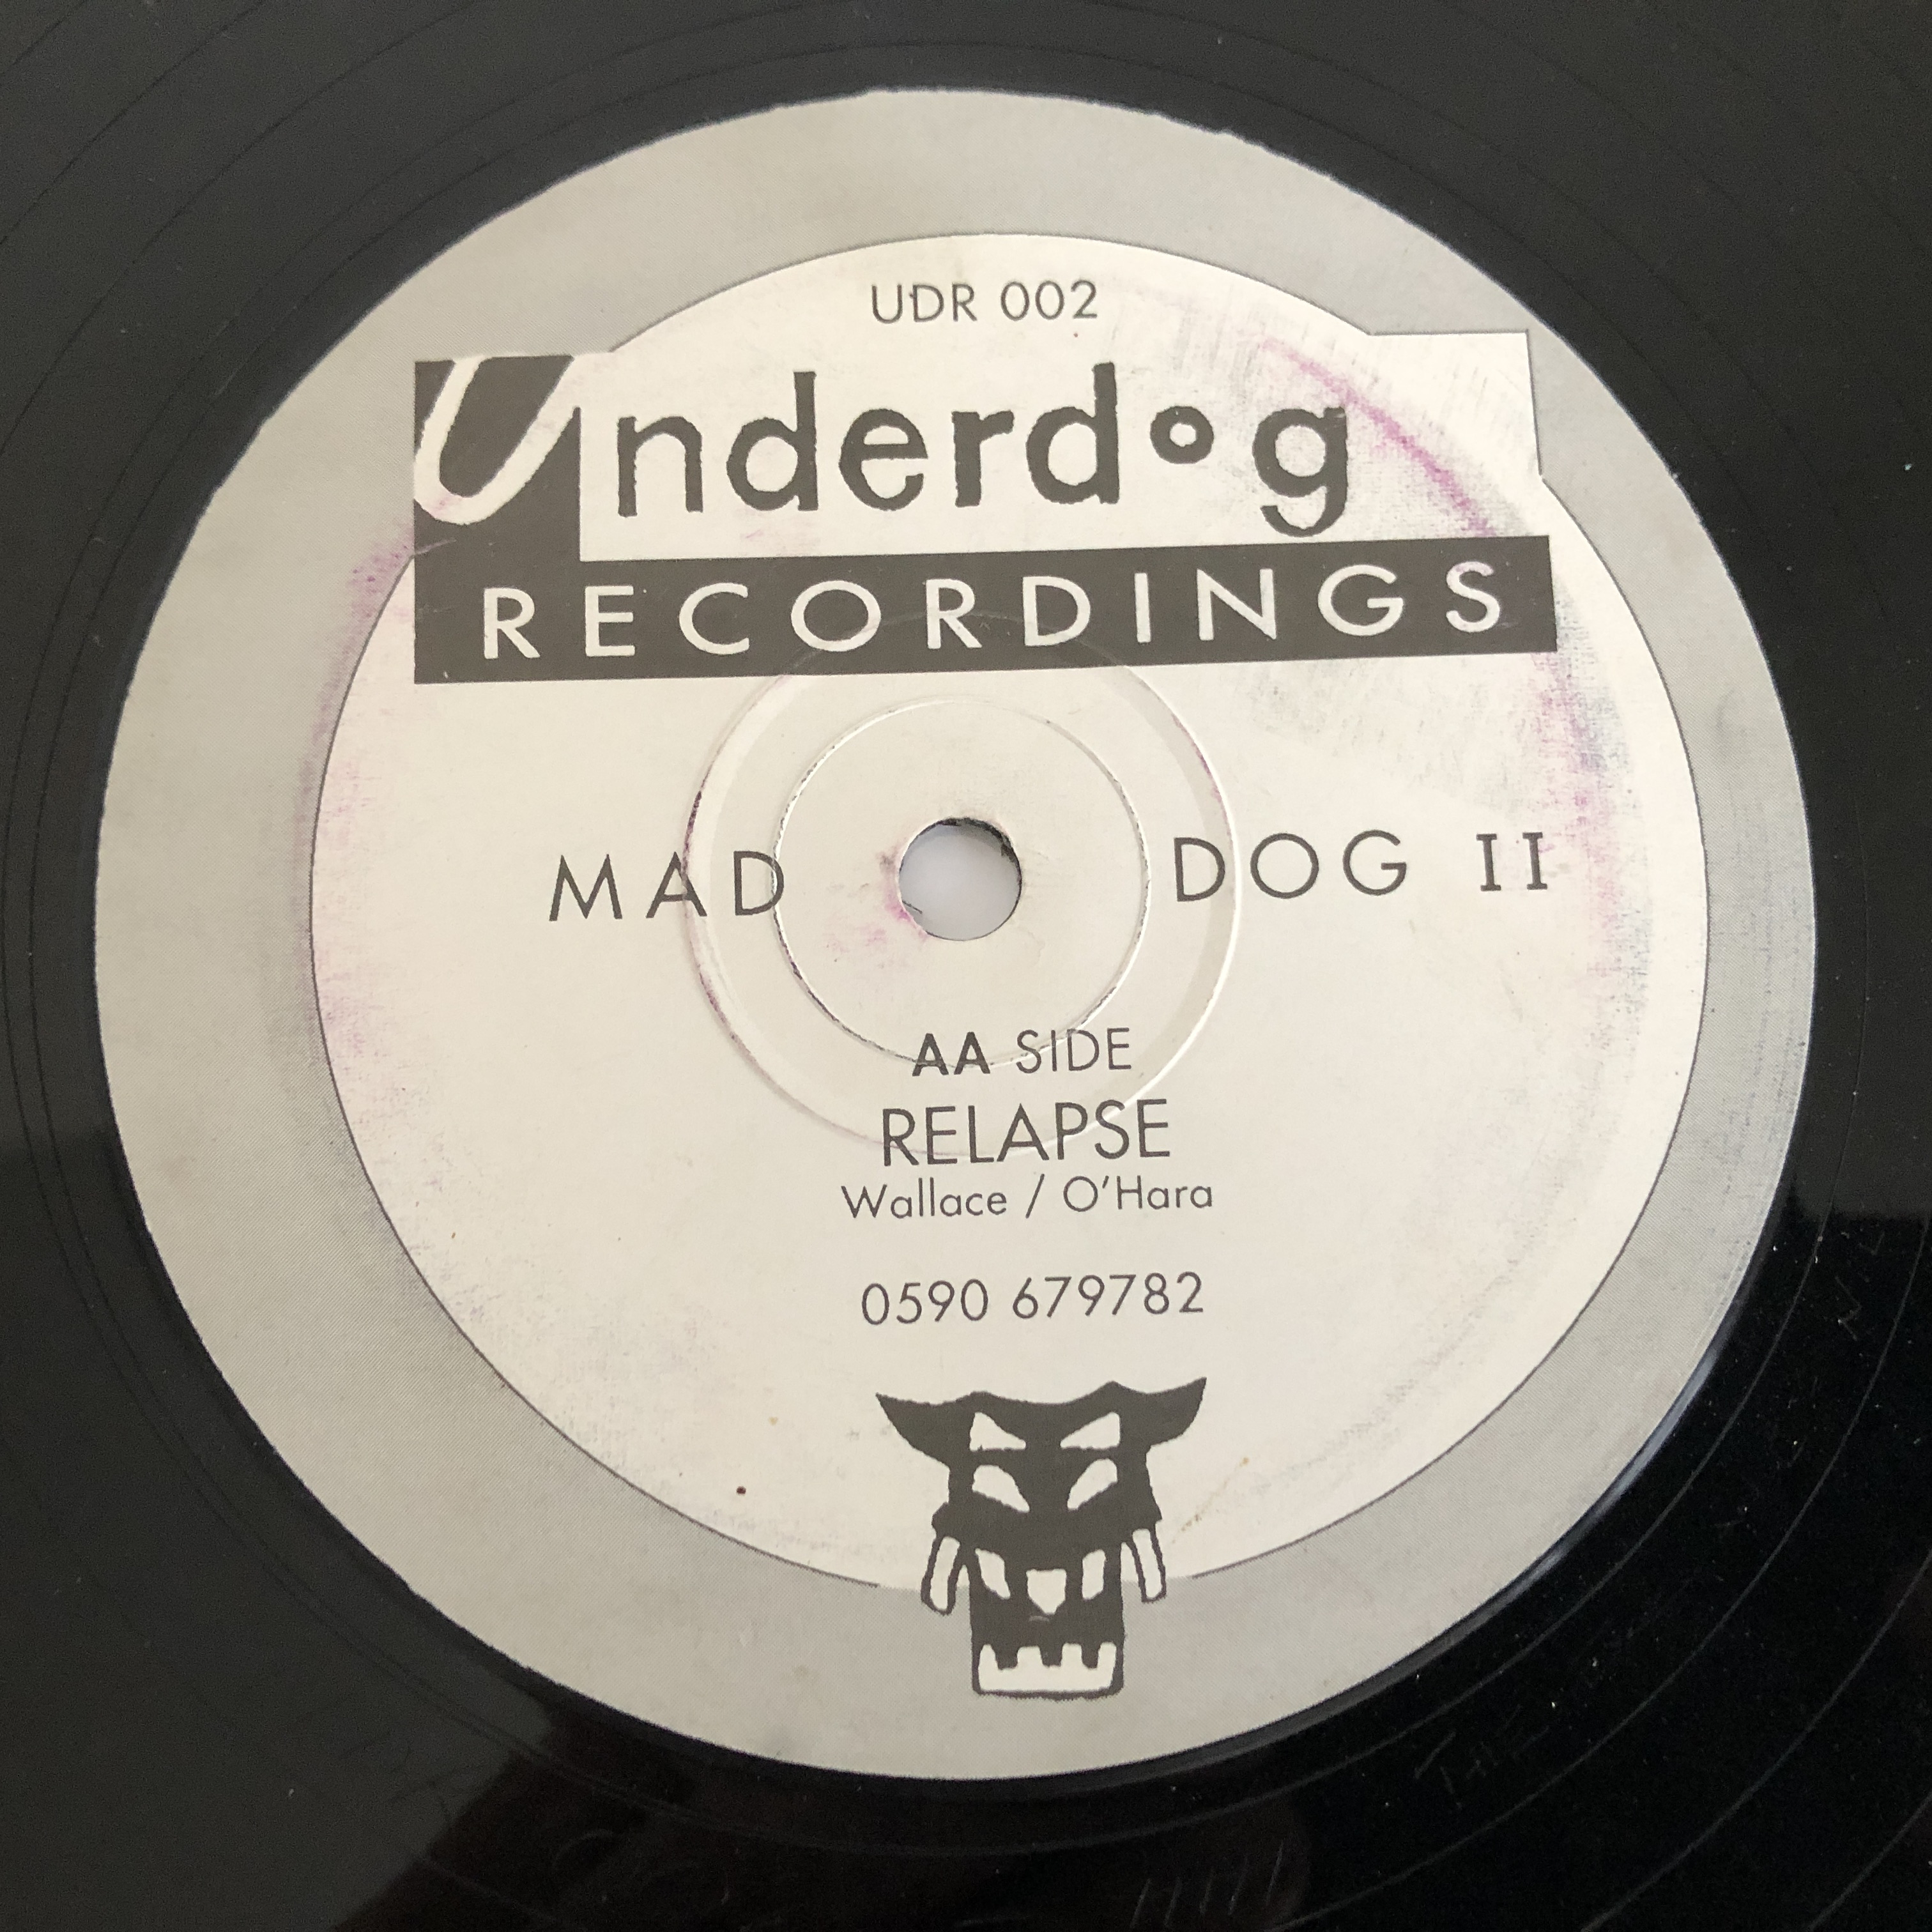 UDR 002
Underdog
RECORDINGS
MAD DOG II
AA SIDE
RELAPSE
Wallace / O'Hara
0590 679782